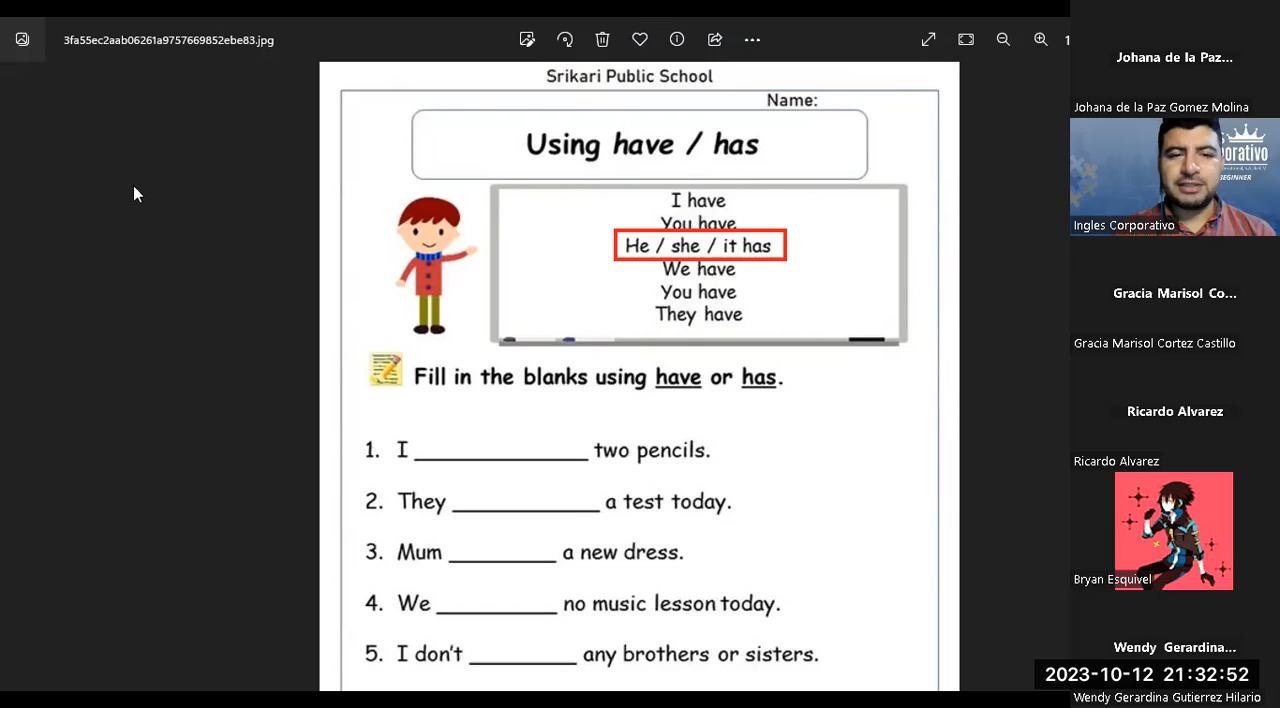 3fa55ec2aab06261a9757669852ebe83.jpg
1
Srikari Public School
Name:
Using have / has
I have
You have
He / she / it has
We have
You have
They have
Fill in the blanks using have or has.
1. I ______________ two pencils.
2. They ____________ a test today.
3. Mum _________ a new dress.
4. We __________ no music lesson today.
5. I don't _________ any brothers or sisters.
Johana de la Paz...
Johana de la Paz Gomez Molina
orativo
BEGINNER
Ingles Corporativo
Gracia Marisol Co...
Gracia Marisol Cortez Castillo
Ricardo Alvarez
Ricardo Alvarez
Bryan Esquivel
Wendy Gerardina...
2023-10-12 21:32:52
Wendy Gerardina Gutierrez Hilario